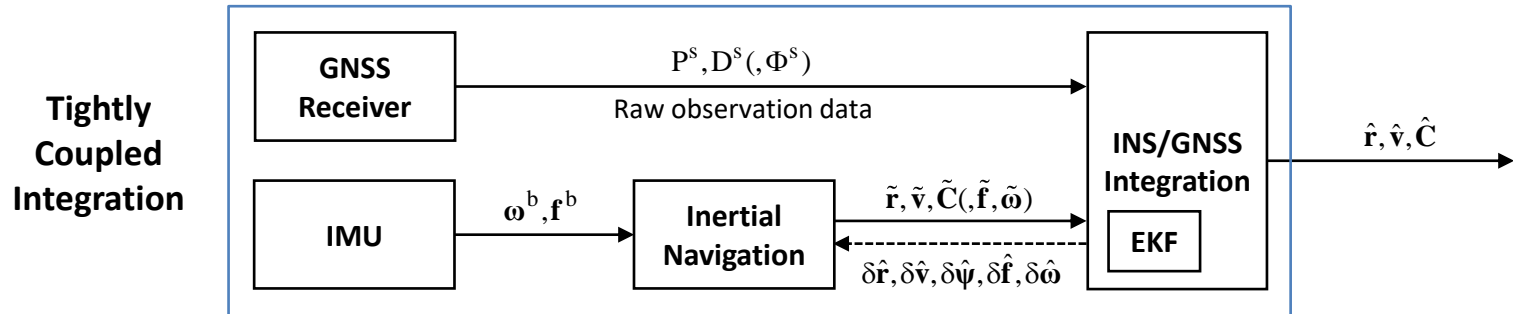 Tightly
Coupled
Integration
GNSS
Receiver
Pˢ,Dˢ(,Φˢ)
Raw observation data
IMU
ωᵇ,fᵇ
Inertial
Navigation
r̃,ṽ,C̃(,f̃,ω̃)
δr̂,δv̂,δψ̂,δf̂,δω̂
INS/GNSS
Integration
EKF
r̂,v̂,Ĉ